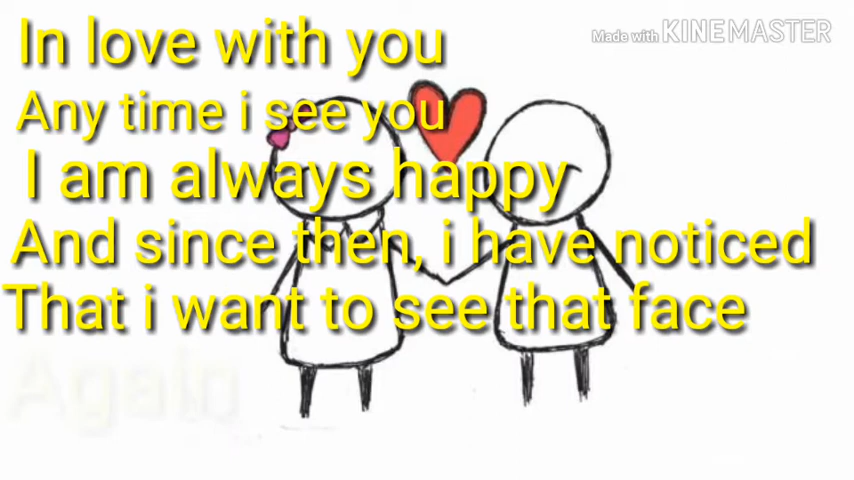 In love with you
Made with KINEMASTER
Any time i see you
I am always happy
And since then, i have noticed
That i want to see that face
Again